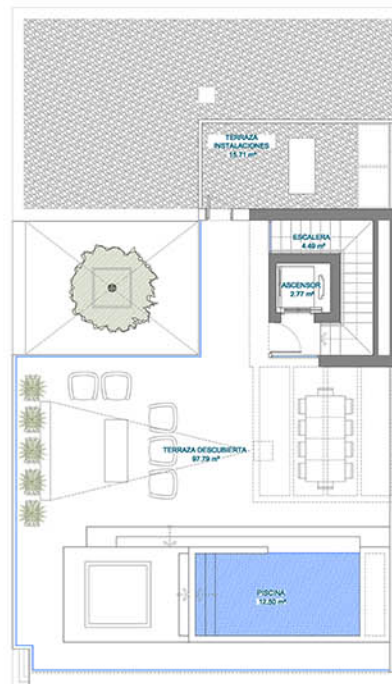 TERRAZA
INSTALACIONES
15.71 m²
ESCALERA
4.49 m²
ASCENSOR
2.77 m²
TERRAZA DESCUBIERTA
97.79 m²
PISCINA
12.50 m²